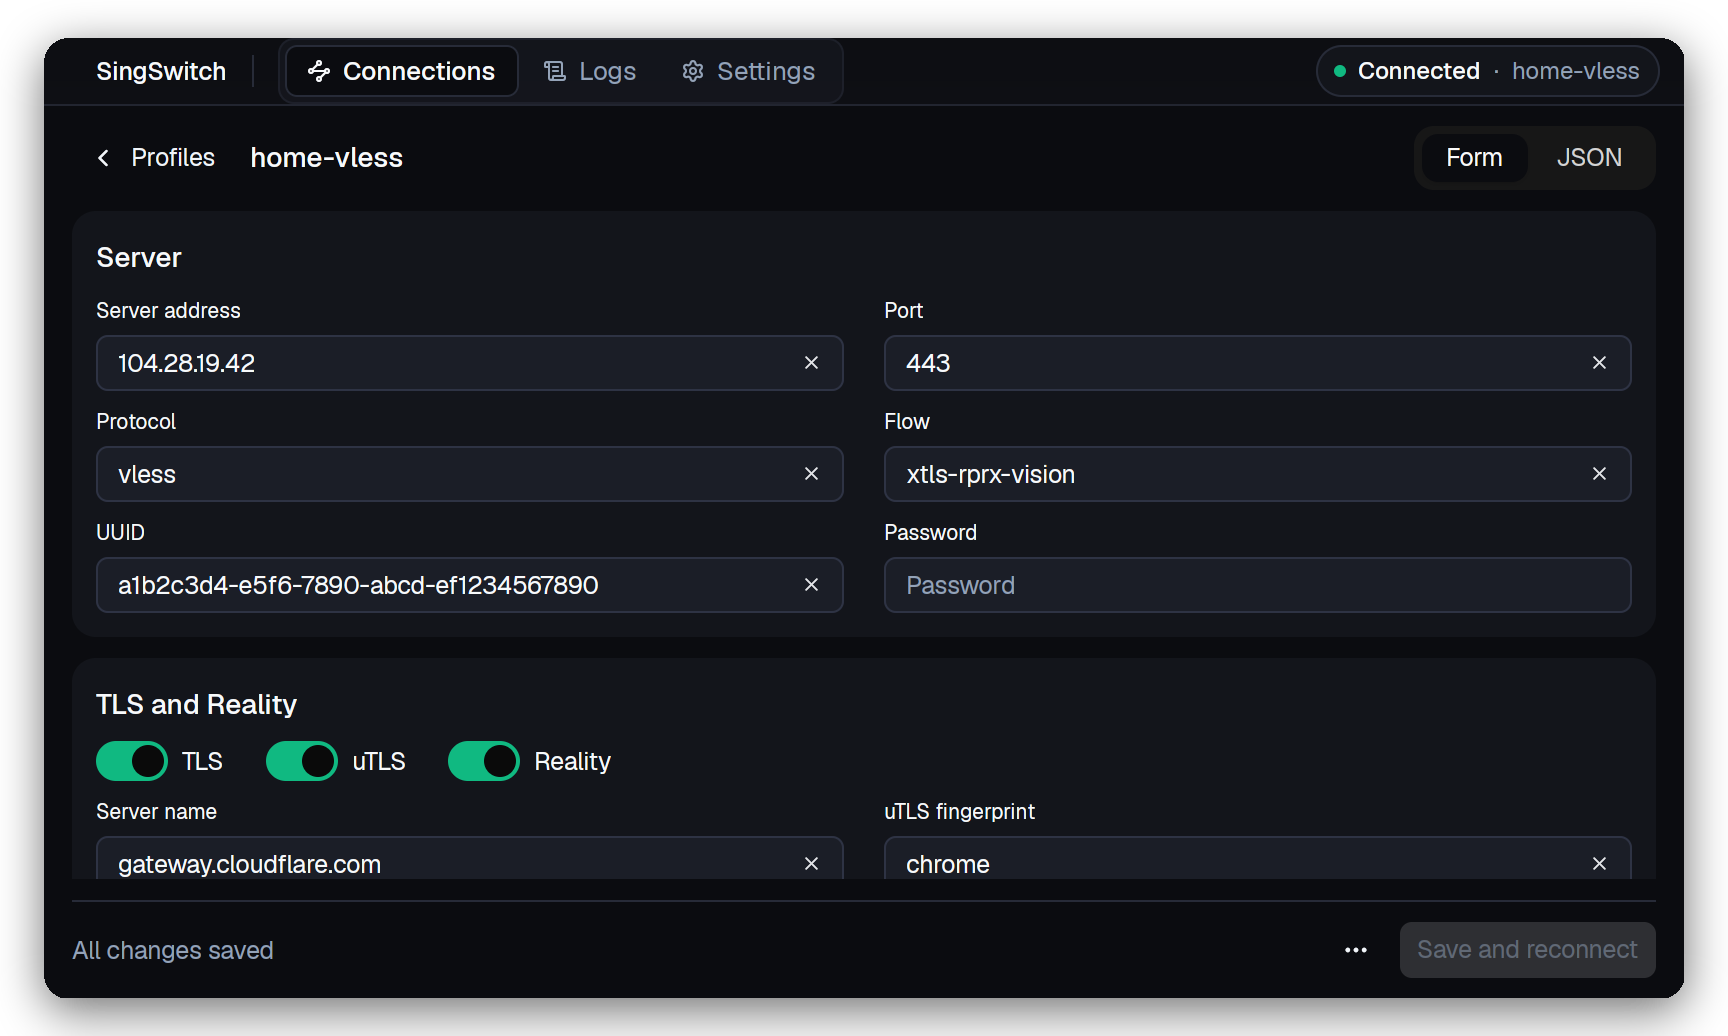 SingSwitch
Connections
Logs
Settings
Connected · home-vless
Profiles
home-vless
Form
JSON
Server
Server address
Port
104.28.19.42
443
Protocol
Flow
vless
xtls-rprx-vision
UUID
Password
a1b2c3d4-e5f6-7890-abcd-ef1234567890
Password
TLS and Reality
TLS
uTLS
Reality
Server name
uTLS fingerprint
gateway.cloudflare.com
chrome
All changes saved
Save and reconnect